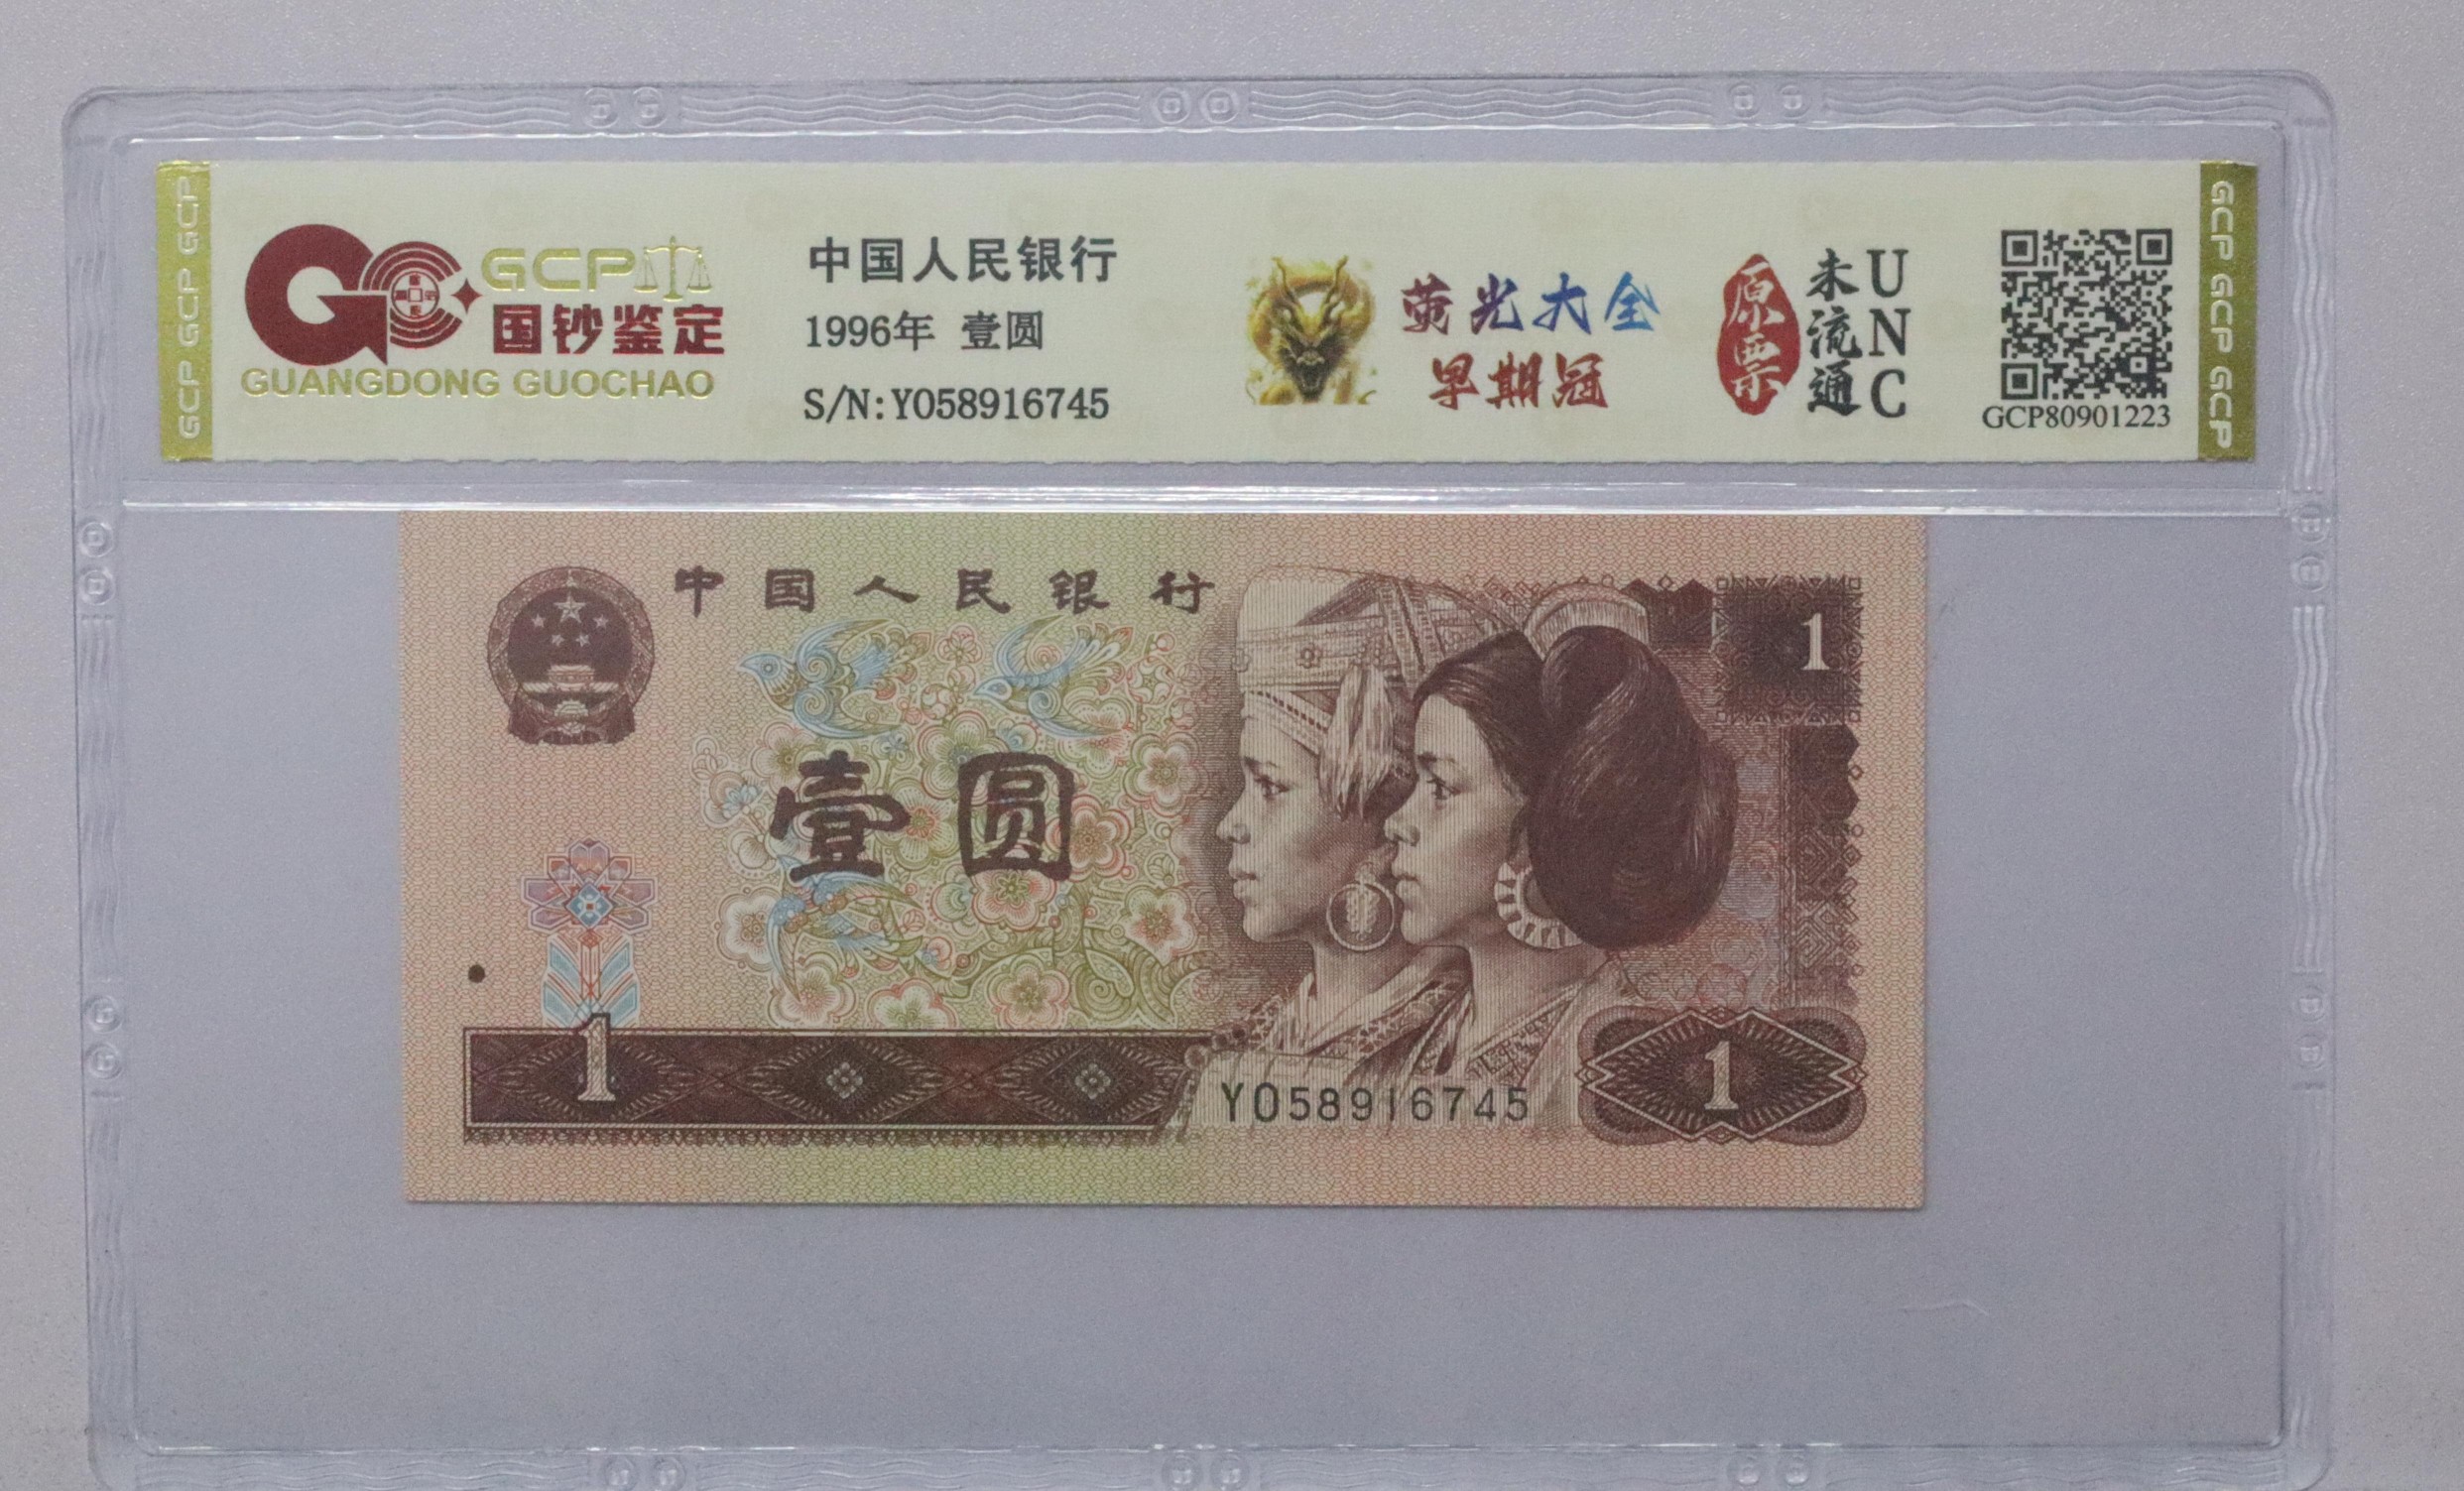 GCP GCP GCP
GCP
国钞鉴定
GUANGDONG GUOCHAO
中国人民银行
1996年 壹圆
S/N:YO58916745
荧光大全
早期冠
原票
未流通
UNC
GCP80901223
GCP GCP GCP
中国人民银行
1
壹圆
1
YO58916745
1